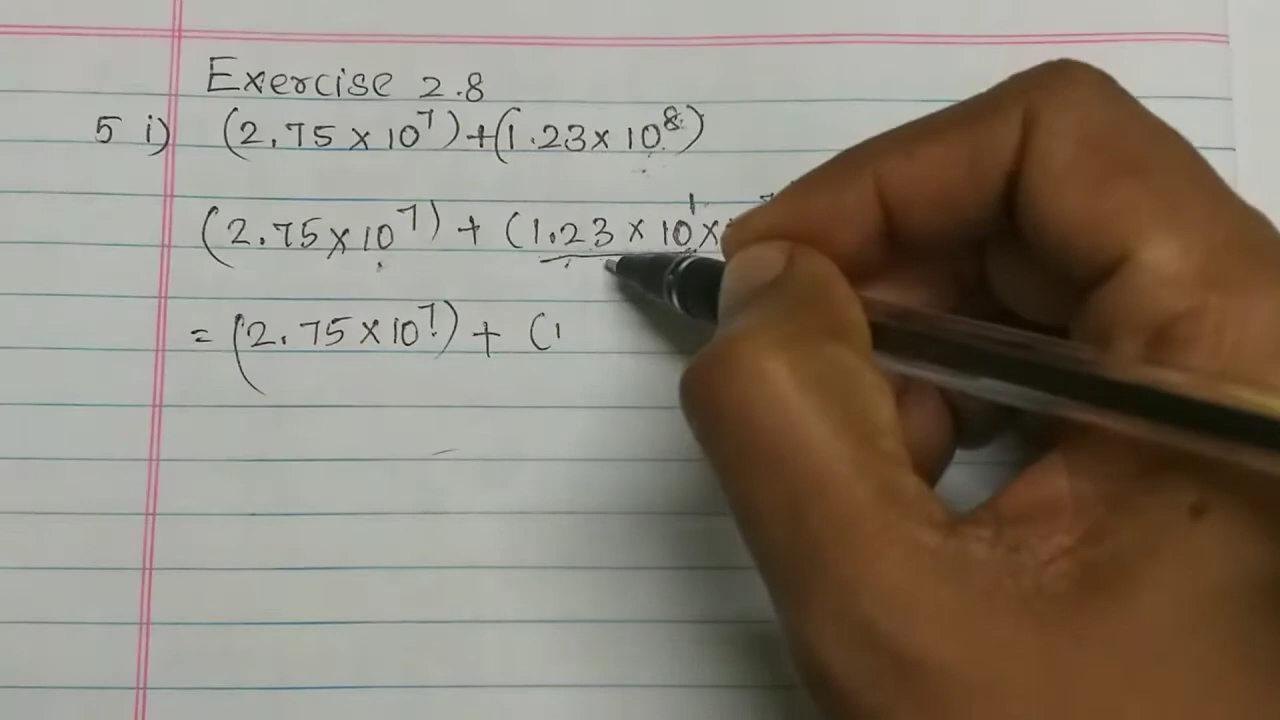 Exercise 2.8
5 i) (2.75 × 10⁷) + (1.23 × 10⁸)
(2.75 × 10⁷) + (1.23 × 10¹ ×
= (2.75 × 10⁷) + (1